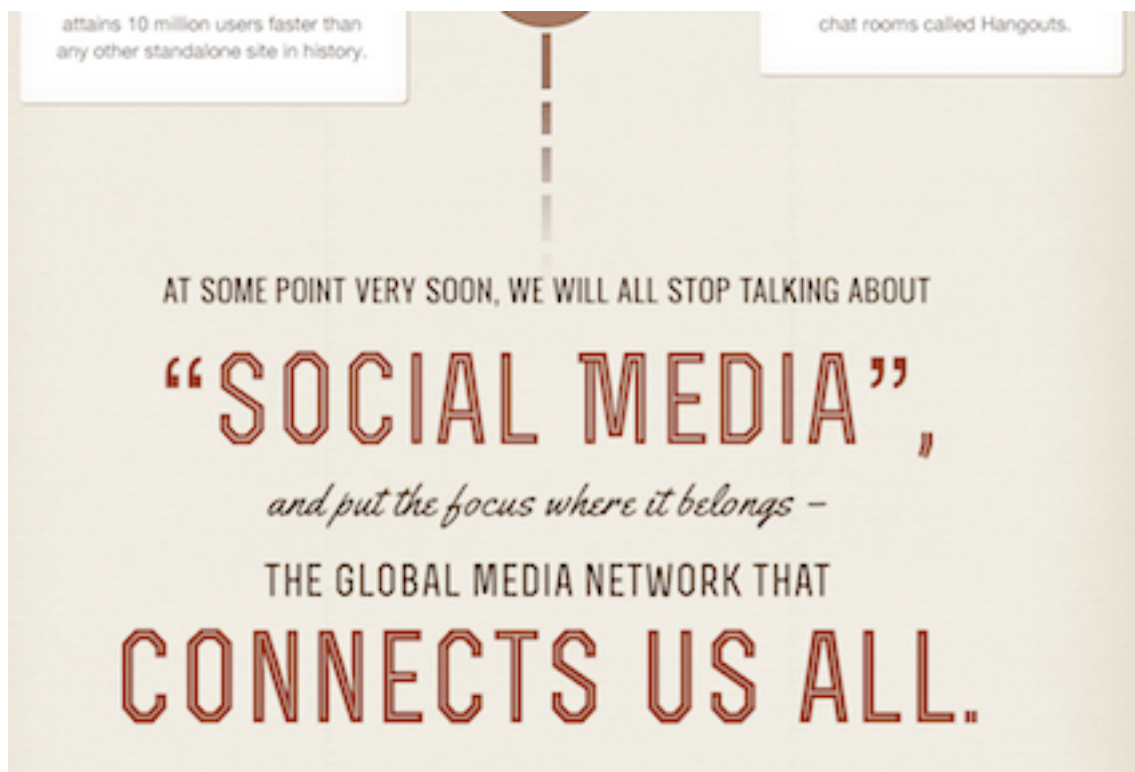 attains 10 million users faster than
any other standalone site in history.
chat rooms called Hangouts.
AT SOME POINT VERY SOON, WE WILL ALL STOP TALKING ABOUT
“SOCIAL MEDIA”,
and put the focus where it belongs –
THE GLOBAL MEDIA NETWORK THAT
CONNECTS US ALL.